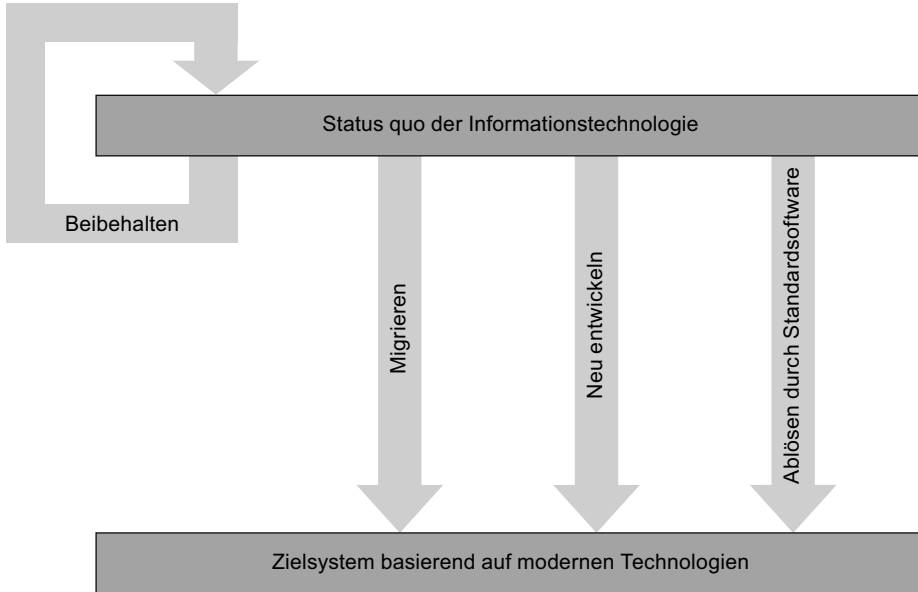 Status quo der Informationstechnologie
Beibehalten
Migrieren
Neu entwickeln
Ablösen durch Standardsoftware
Zielsystem basierend auf modernen Technologien